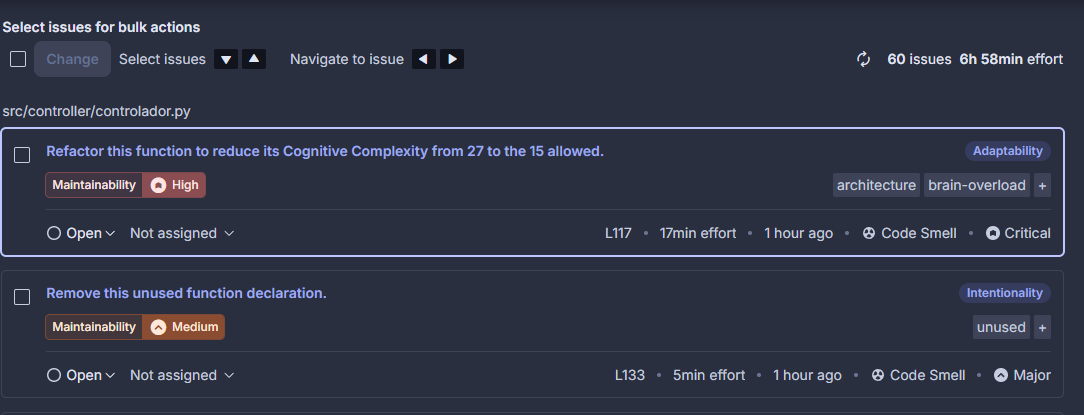 Select issues for bulk actions
Change Select issues Navigate to issue 60 issues 6h 58min effort
src/controller/controlador.py
Refactor this function to reduce its Cognitive Complexity from 27 to the 15 allowed. Adaptability
Maintainability High architecture brain-overload +
Open Not assigned L117 • 17min effort • 1 hour ago • Code Smell • Critical
Remove this unused function declaration. Intentionality
Maintainability Medium unused +
Open Not assigned L133 • 5min effort • 1 hour ago • Code Smell • Major